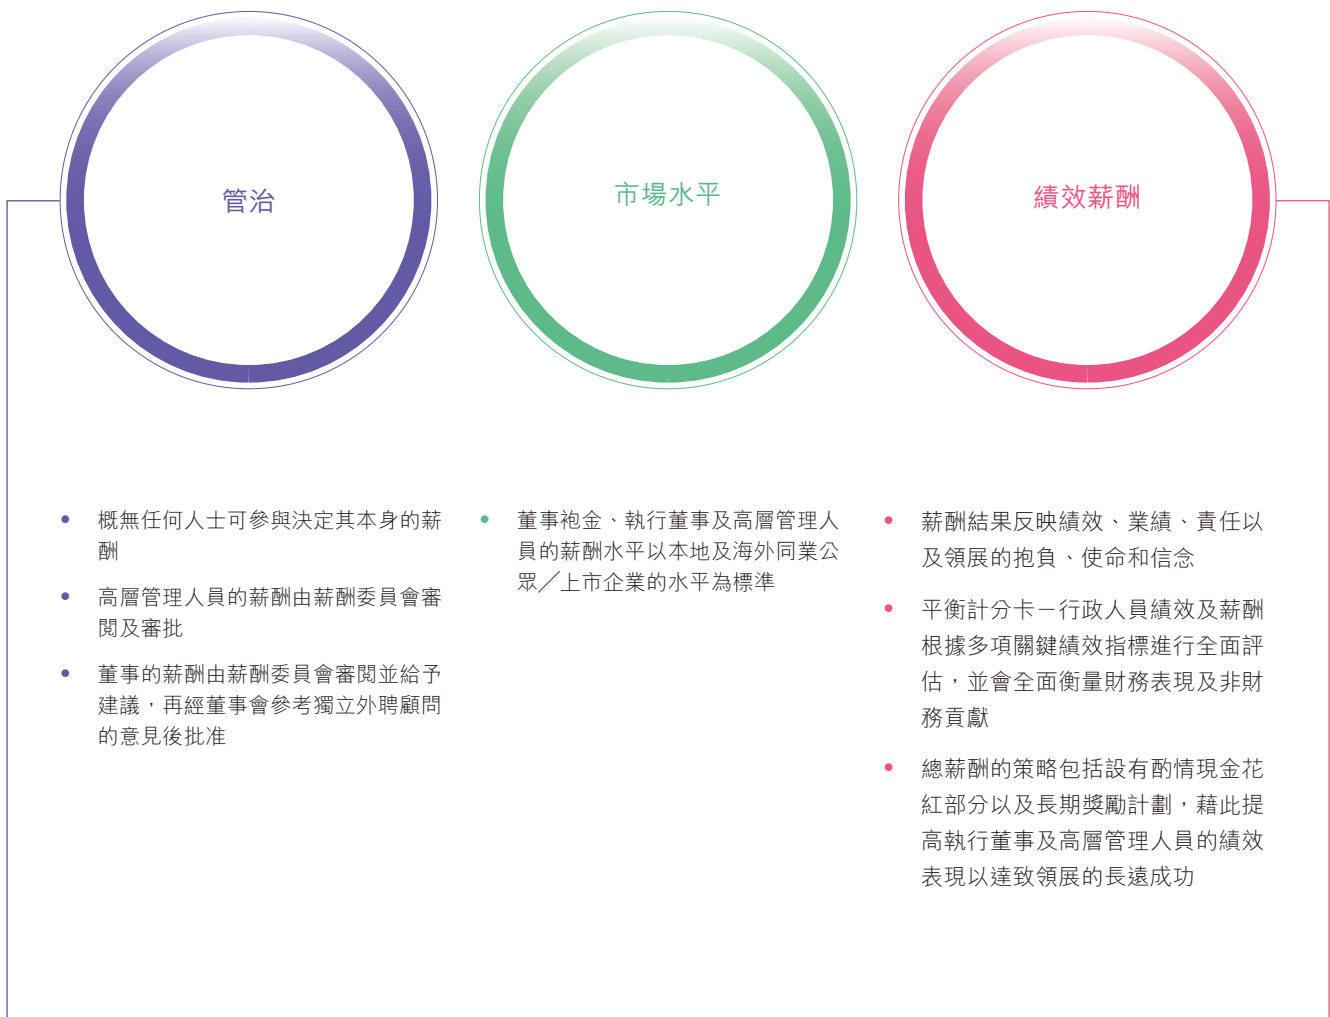 管治
市場水平
績效薪酬
• 概無任何人士可參與決定其本身的薪
酬
• 高層管理人員的薪酬由薪酬委員會審
閱及審批
• 董事的薪酬由薪酬委員會審閱並給予
建議，再經董事會參考獨立外聘顧問
的意見後批准
• 董事袍金、執行董事及高層管理人
員的薪酬水平以本地及海外同業公
眾╱上市企業的水平為標準
• 薪酬結果反映績效、業績、責任以
及領展的抱負、使命和信念
• 平衡計分卡－行政人員績效及薪酬
根據多項關鍵績效指標進行全面評
估，並會全面衡量財務表現及非財
務貢獻
• 總薪酬的策略包括設有酌情現金花
紅部分以及長期獎勵計劃，藉此提
高執行董事及高層管理人員的績效
表現以達致領展的長遠成功